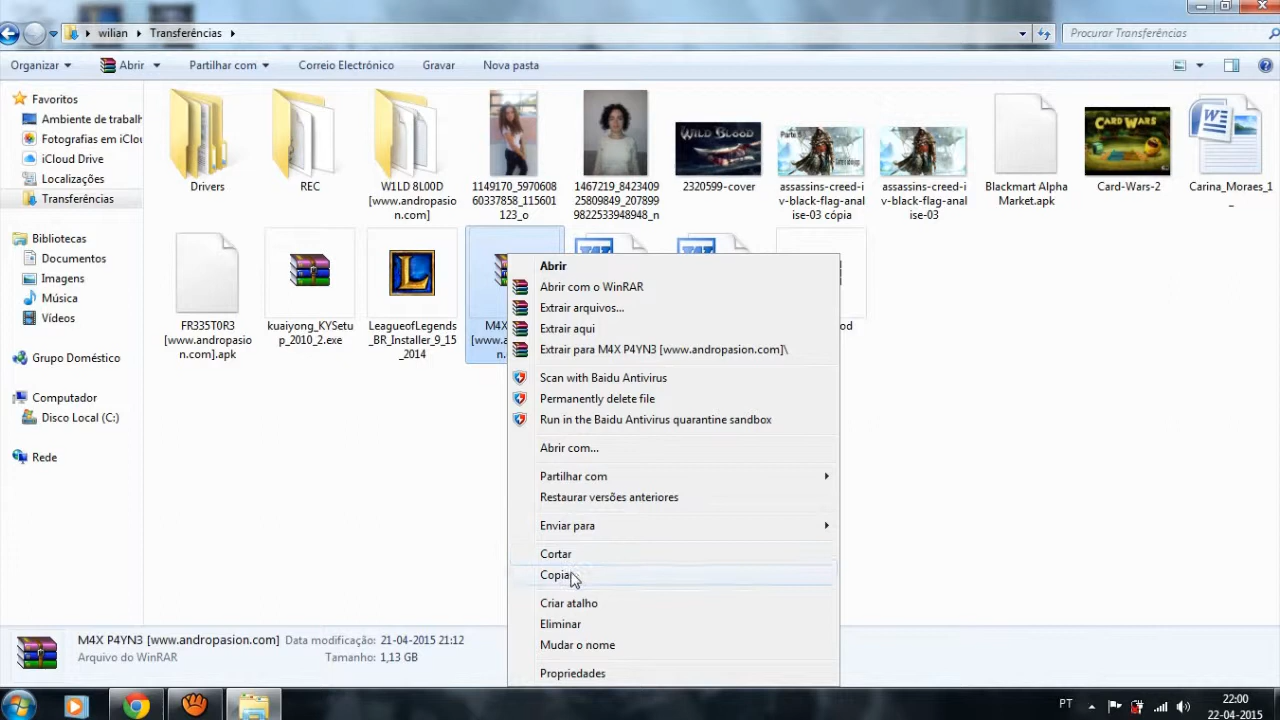 wilian
Transferências
Procurar Transferências
Organizar
Abrir
Partilhar com
Correio Electrónico
Gravar
Nova pasta
Favoritos
Ambiente de trabalh
Fotografias em iClou
iCloud Drive
Localizações
Transferências
Bibliotecas
Documentos
Imagens
Música
Vídeos
Grupo Doméstico
Computador
Disco Local (C:)
Rede
Drivers
REC
W1LD 8L00D
[www.andropasio
n.com]
1149170_5970608
60337858_115601
123_o
1467219_8423409
25809849_207899
9822533948948_n
WILD BLOOD
2320599-cover
Parte 3
assassins-creed-i
v-black-flag-anal
ise-03 cópia
assassins-creed-i
v-black-flag-anal
ise-03
Blackmart Alpha
Market.apk
CARD WARS
Card-Wars-2
Carina_Moraes_1
_
FR335T0R3
[www.andropasio
n.com].apk
kuaiyong_KYSetu
p_2010_2.exe
LeagueofLegends
_BR_Installer_9_15
_2014
M4X
[www.a
n.
od
Abrir
Abrir com o WinRAR
Extrair arquivos...
Extrair aqui
Extrair para M4X P4YN3 [www.andropasion.com]\
Scan with Baidu Antivirus
Permanently delete file
Run in the Baidu Antivirus quarantine sandbox
Abrir com...
Partilhar com
Restaurar versões anteriores
Enviar para
Cortar
Copiar
Criar atalho
Eliminar
Mudar o nome
Propriedades
M4X P4YN3 [www.andropasion.com]
Data modificação: 21-04-2015 21:12
Arquivo do WinRAR
Tamanho: 1,13 GB
PT
22:00
22-04-2015